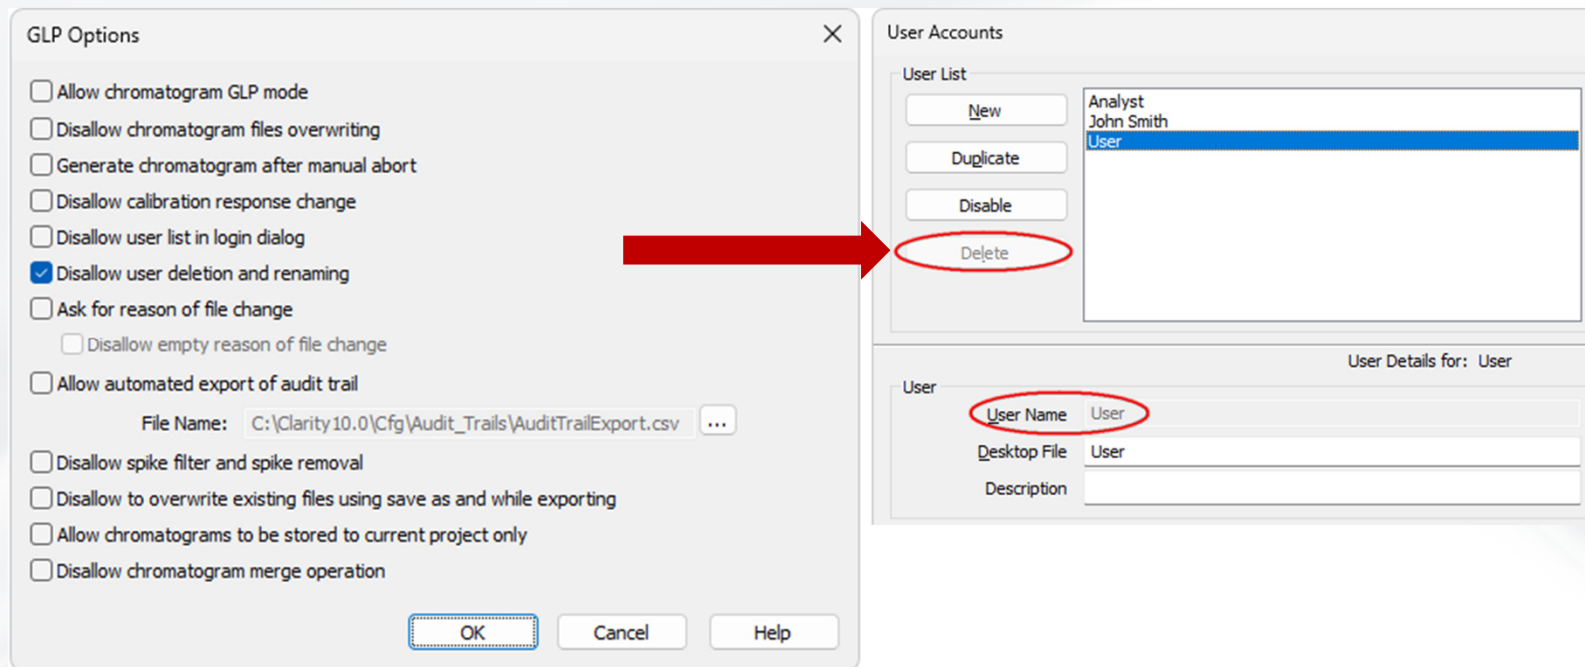 GLP Options
Allow chromatogram GLP mode
Disallow chromatogram files overwriting
Generate chromatogram after manual abort
Disallow calibration response change
Disallow user list in login dialog
Disallow user deletion and renaming
Ask for reason of file change
Disallow empty reason of file change
Allow automated export of audit trail
File Name: C:\Clarity10.0\Cfg\Audit_Trails\AuditTrailExport.csv ...
Disallow spike filter and spike removal
Disallow to overwrite existing files using save as and while exporting
Allow chromatograms to be stored to current project only
Disallow chromatogram merge operation
OK Cancel Help
User Accounts
User List
New
Duplicate
Disable
Delete
Analyst
John Smith
User
User Details for: User
User
User Name User
Desktop File User
Description